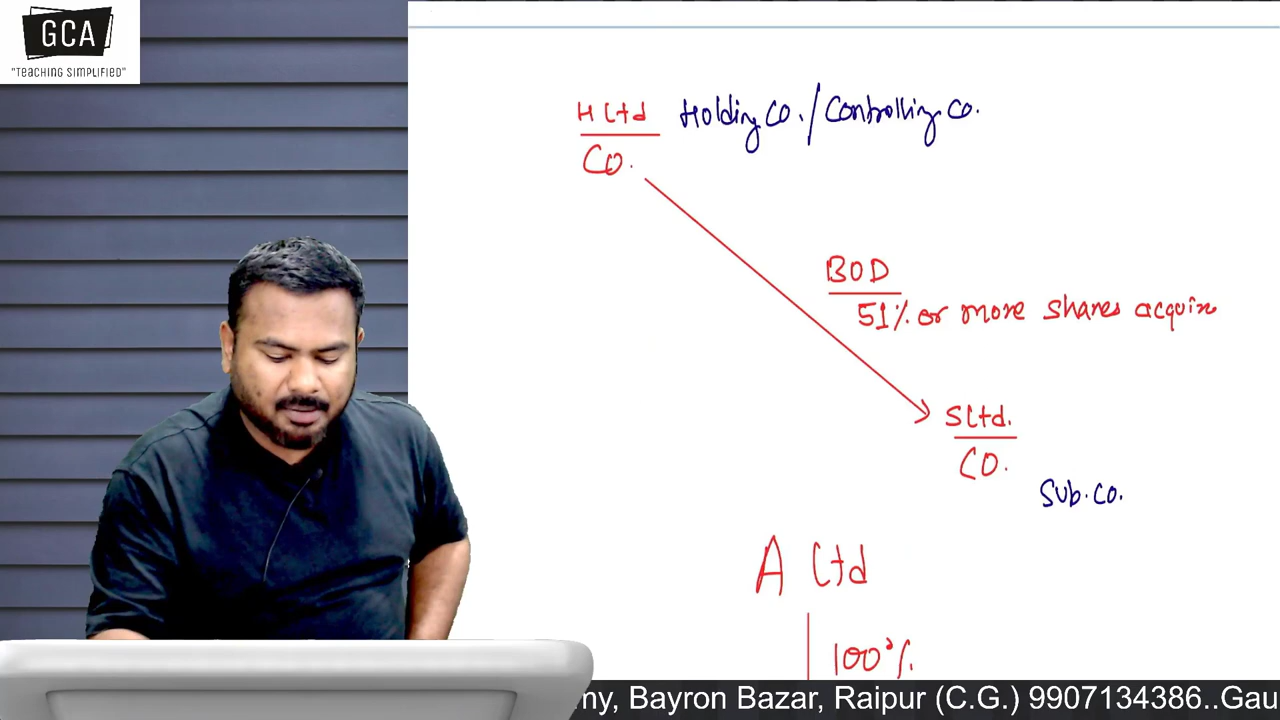 GCA
"Teaching SIMPLIFIED"
H Ltd Holding Co. / Controlling Co.
Co.
BOD
51% or more shares acquire
S Ltd.
CO.
Sub. Co.
A Ltd
100%
my, Bayron Bazar, Raipur (C.G.) 9907134386..Gau